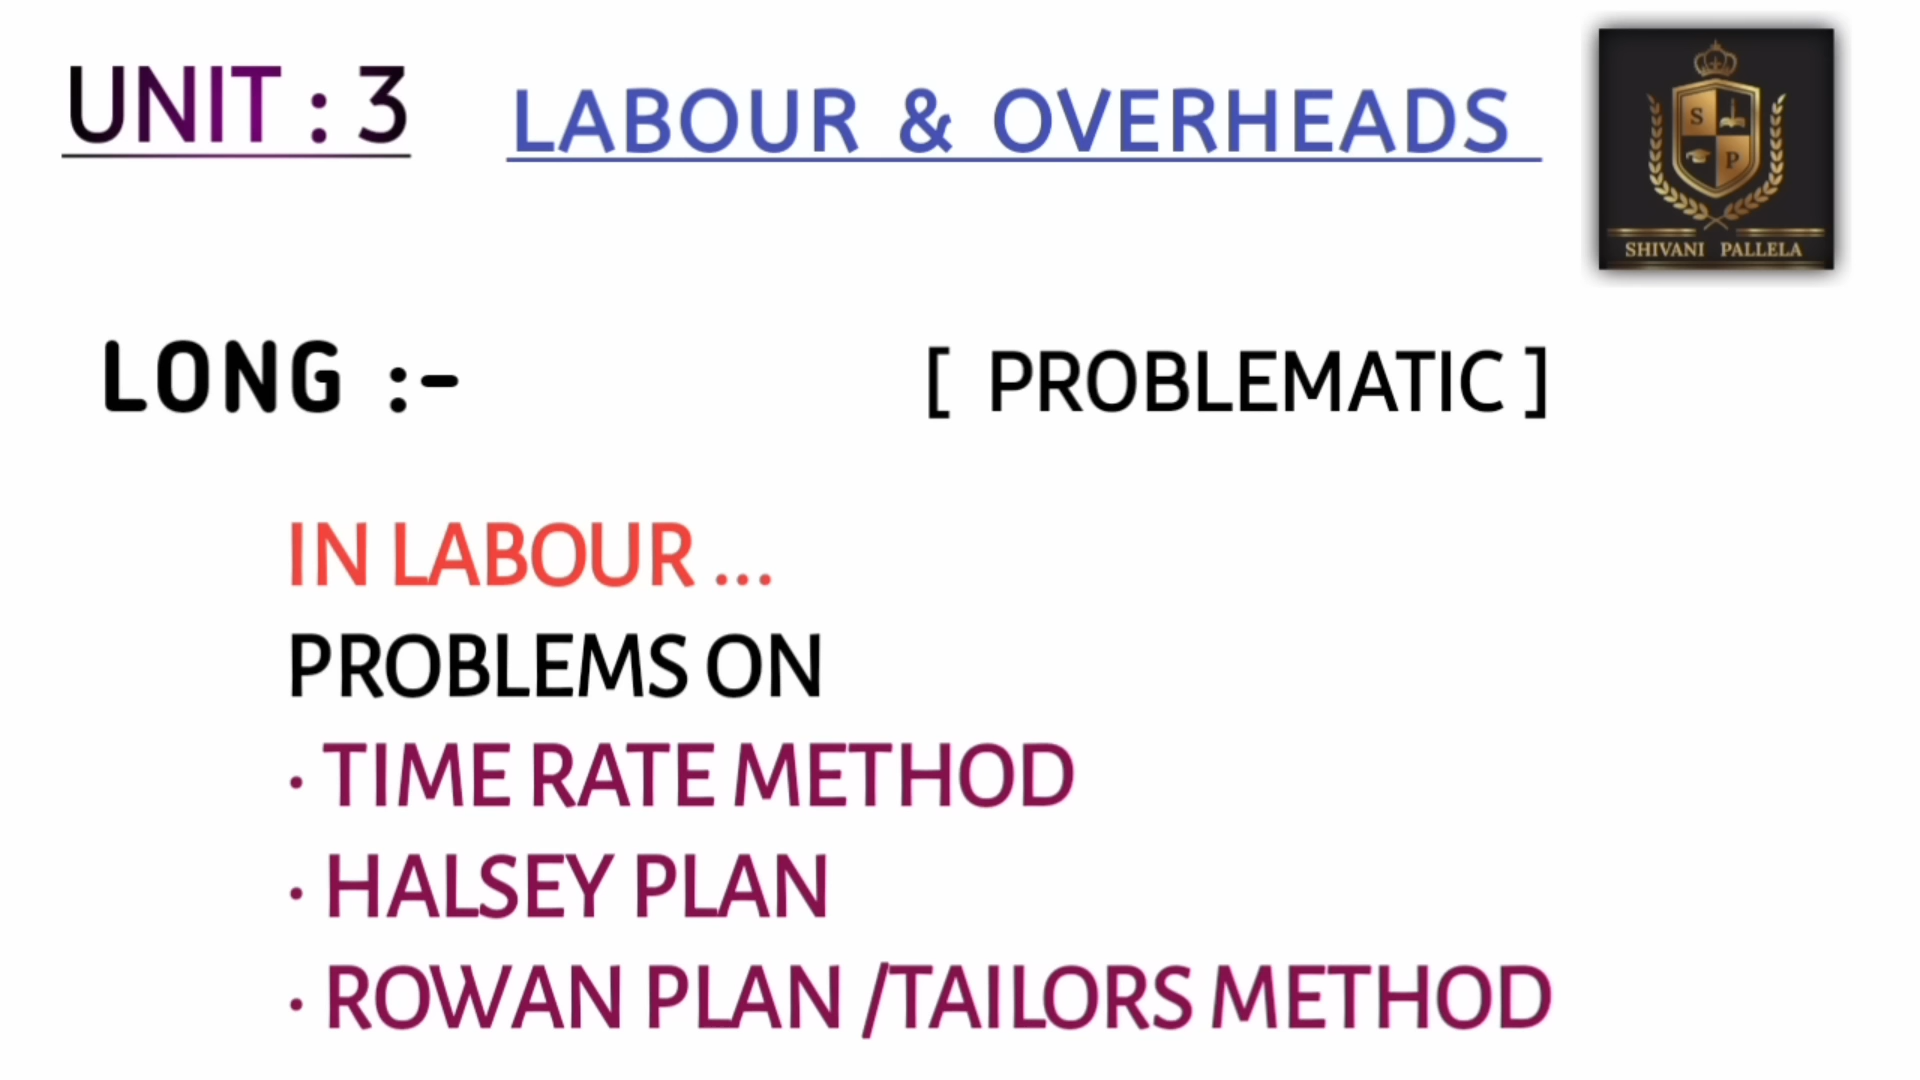 UNIT : 3
LABOUR & OVERHEADS
S
P
SHIVANI PALLELA
LONG :-
[ PROBLEMATIC ]
IN LABOUR ...
PROBLEMS ON
· TIME RATE METHOD
· HALSEY PLAN
· ROWAN PLAN /TAILORS METHOD